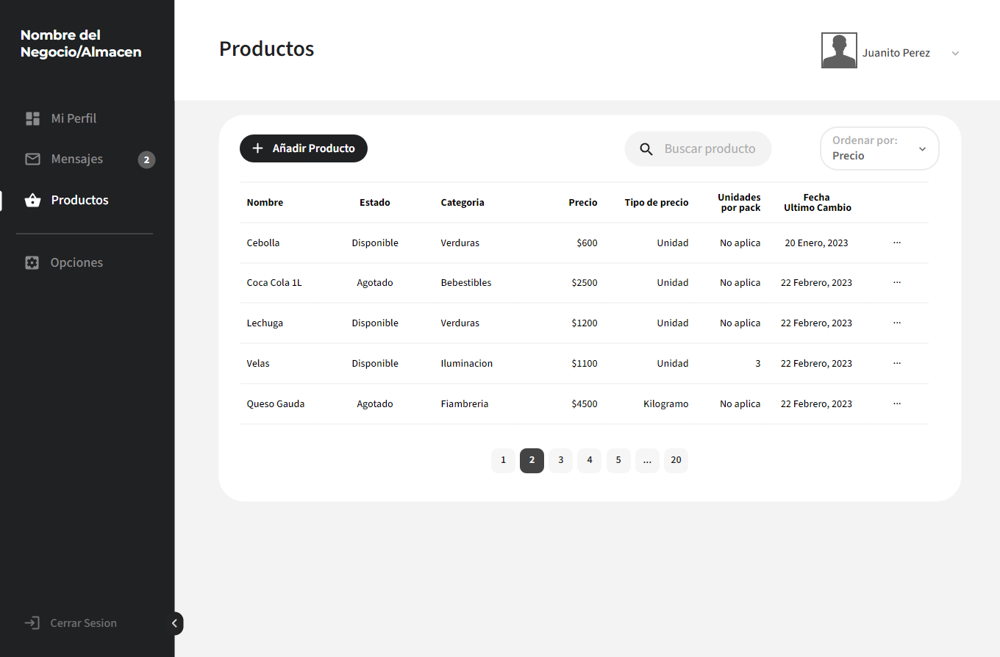 Nombre del
Negocio/Almacen
Mi Perfil
Mensajes 2
Productos
Opciones
Cerrar Sesion
Productos
Juanito Perez
Añadir Producto
Buscar producto
Ordenar por:
Precio
Nombre Estado Categoria Precio Tipo de precio Unidades por pack Fecha Ultimo Cambio
Cebolla Disponible Verduras $600 Unidad No aplica 20 Enero, 2023 ...
Coca Cola 1L Agotado Bebestibles $2500 Unidad No aplica 22 Febrero, 2023 ...
Lechuga Disponible Verduras $1200 Unidad No aplica 22 Febrero, 2023 ...
Velas Disponible Iluminacion $1100 Unidad 3 22 Febrero, 2023 ...
Queso Gauda Agotado Fiambreria $4500 Kilogramo No aplica 22 Febrero, 2023 ...
1 2 3 4 5 ... 20